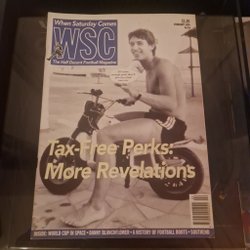 When Saturday Comes
WSC
The Half Decent Football Magazine
Tax-Free Perks:
More Revelations
INSIDE: WORLD CUP IN SPACE • DANNY BLANCHFLOWER • A HISTORY OF FOOTBALL BOOTS • SOUTHEND